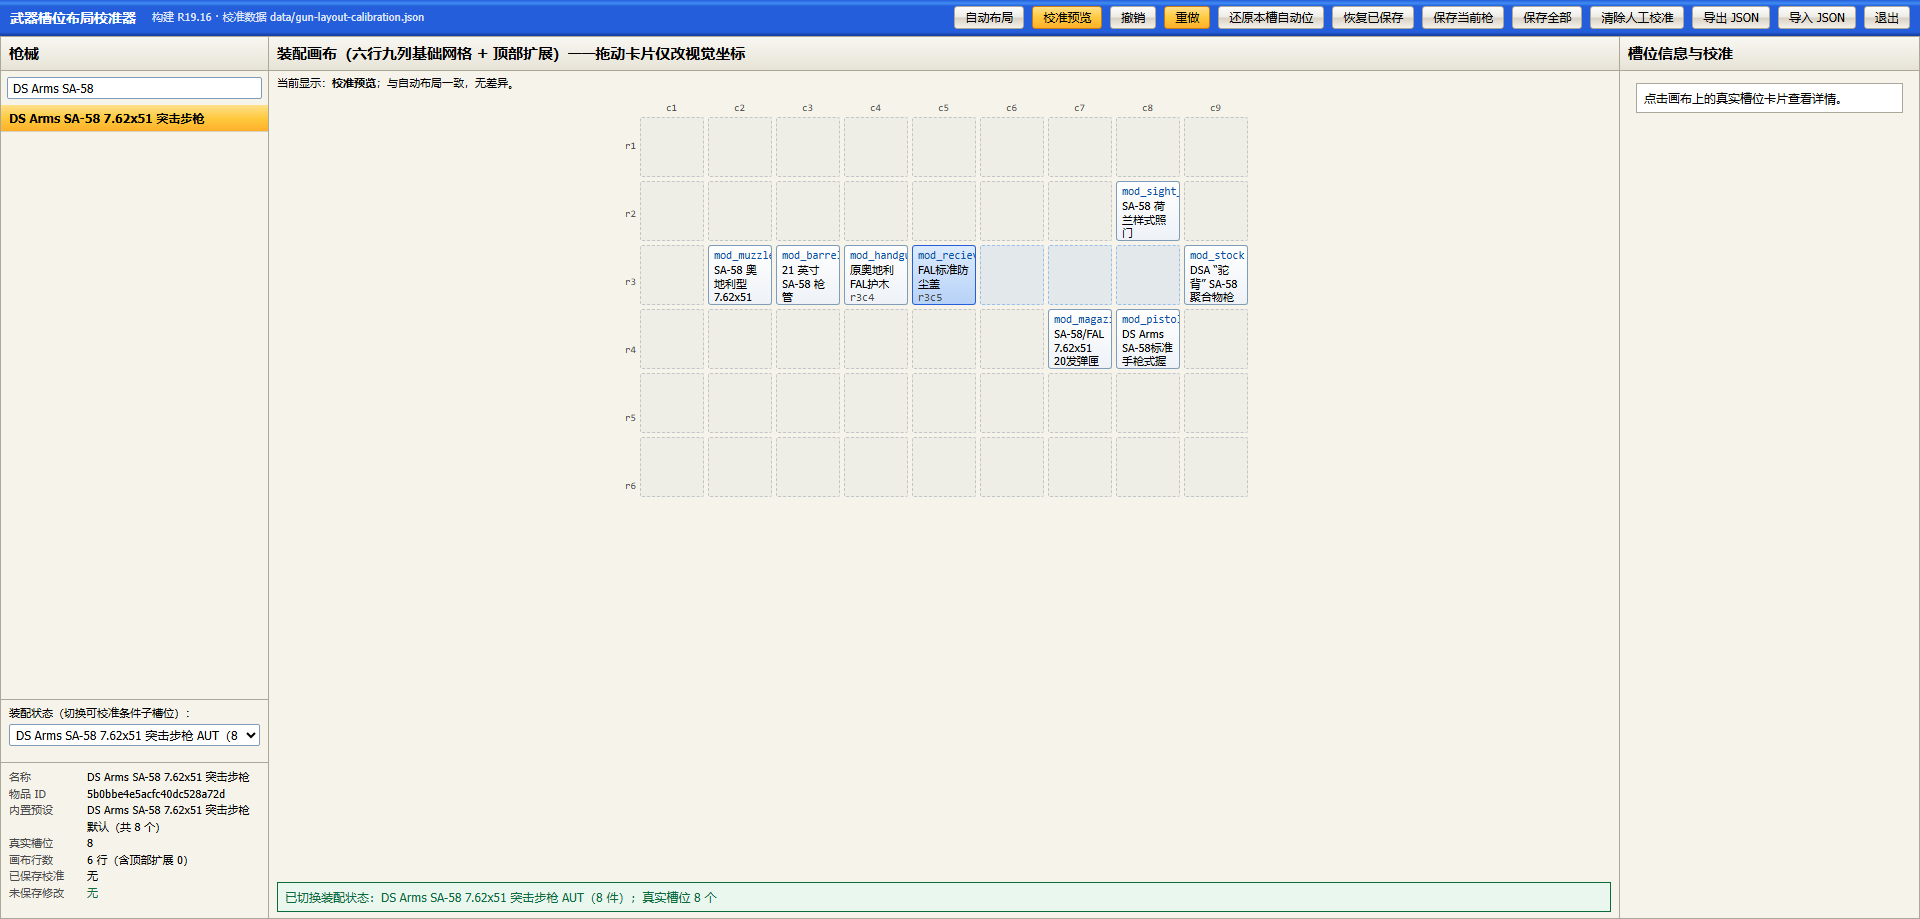 武器槽位布局校准器 构建 R19.16 · 校准数据 data/gun-layout-calibration.json
自动布局 校准预览 撤销 重做 还原本槽自动位 恢复已保存 保存当前枪 保存全部 清除人工校准 导出 JSON 导入 JSON 退出
枪械
DS Arms SA-58
DS Arms SA-58 7.62x51 突击步枪
装配状态（切换可校准条件子槽位）：
DS Arms SA-58 7.62x51 突击步枪 AUT（8
名称 DS Arms SA-58 7.62x51 突击步枪
物品 ID 5b0bbe4e5acfc40dc528a72d
内置预设 DS Arms SA-58 7.62x51 突击步枪
默认（共 8 个）
真实槽位 8
画布行数 6 行（含顶部扩展 0）
已保存校准 无
未保存修改 无
装配画布（六行九列基础网格 + 顶部扩展）——拖动卡片仅改视觉坐标
当前显示：校准预览；与自动布局一致，无差异。
c1 c2 c3 c4 c5 c6 c7 c8 c9
r1
r2
mod_sight_
SA-58 荷
兰样式照
门
r3
mod_muzzle
SA-58 奥
地利型
7.62x51
mod_barre
21 英寸
SA-58 枪
管
mod_handgu
原奥地利
FAL护木
r3c4
mod_reciev
FAL标准防
尘盖
r3c5
mod_stock
DSA “驼
背” SA-58
聚合物枪
r4
mod_magaz
SA-58/FAL
7.62x51
20发弹匣
mod_pisto
DS Arms
SA-58标准
手枪式握
r5
r6
已切换装配状态：DS Arms SA-58 7.62x51 突击步枪 AUT（8 件）；真实槽位 8 个
槽位信息与校准
点击画布上的真实槽位卡片查看详情。